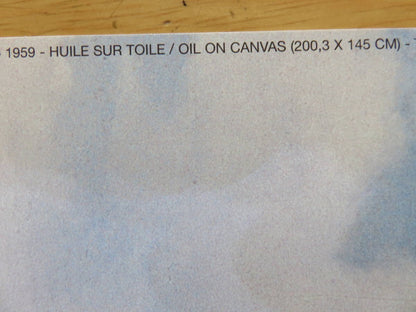 1959 - HUILE SUR TOILE / OIL ON CANVAS (200,3 X 145 CM) -